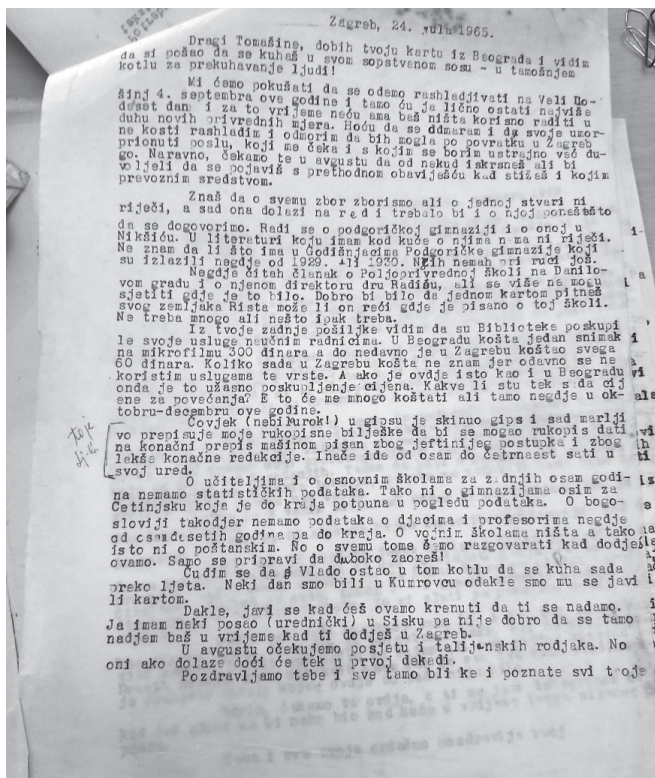 Zagreb, 24. jula 1965.
Dragi Tomašine, dobih tvoju kartu iz Beograda i vidim
da si pošao da se kuhaš u svom sopstvenom sosu - u tamošnjem
kotlu za prekuhavanje ljudi!
Mi ćemo pokušati da se odemo rashladjivati na Veli Lo-
šinj 4. septembra ove godine i tamo ću ja lično ostati najviše
deset dana i za to vrijeme neću ama baš ništa korisno raditi u
duhu novih privrednih mjera. Hoću da se odmaram i da svoje umor-
ne kosti rashladim i odmorim da bih mogla po povratku u Zagreb
prionuti poslu, koji me čeka i s kojim se borim ustrajno već du-
go. Naravno, čekamo te u avgustu da od nekud iskrsneš ali bi
voljeli da se pojaviš s prethodnom obaviješću kad stižeš i kojim
prevoznim sredstvom.
Znaš da o svemu zbor zborismo ali o jednoj stvari ni
riječi, a sad ona dolazi na red i trebalo bi i o njoj ponešto
da se dogovorimo. Radi se o podgoričkoj gimnaziji i o onoj u
Nikšiću. U literaturi koju imam kod kuće o njima nema ni riječi.
Ne znam da li što ima u Godišnjacima Podgoričke gimnazije koji
su izlazili negdje od 1929. ili 1930. Njih nemah pri ruci još.
Negdje čitah članak o Poljoprivrednoj školi na Danilo-
vom gradu i o njenom direktoru dru Radišu, ali se više ne mogu
sjetiti gdje je to bilo. Dobro bi bilo da jednom kartom pitneš
svog zemljaka Rista može li on reći gdje je pisano o toj školi.
Ne treba mnogo ali nešto ipak treba.
Iz tvoje zadnje pošiljke vidim da su Biblioteke poskupi
le svoje usluge naučnim radnicima. U Beogradu košta jedan snimak
na mikrofilmu 300 dinara a do nedavno je u Zagrebu koštao svega
60 dinara. Koliko sada u Zagrebu košta ne znam jer odavno se ne
koristim uslugama te vrste. A ako je ovdje isto kao i u Beogradu
onda je to užasno poskupljenje cijena. Kakve li stu tek sada cij
ene za povećanja? E to će me mnogo koštati ali tamo negdje u ok-
tobru-decembru ove godine.
Čovjek (nebiĺurok!) u gipsu je skinuo gips i sad marlji
vo prepisuje moje rukopisne bilješke da bi se mogao rukopis dati
na konačni prepis mašinom pisan zbog jeftinijeg postupka i zbog
lakše konačne redakcije. Inače ide od osam do četrnaest sati u
svoj ured.
O učiteljima i o osnovnim školama za zadnjih osam godi-
na nemamo statističkih podataka. Tako ni o gimnazijama osim za
Cetinjsku koja je do kraja potpuna u pogledu podataka. O bogo-
sloviji takodjer nemamo podataka o djacima i profesorima negdje
od osamdesetih godina pa do kraja. O vojnim školama ništa a tako
isto ni o poštanskim. No o svemu tome ćemo razgovarati kad dodješ
ovamo. Samo se pripravi da duboko zaoreš!
Čudim se da Vlado ostao u tom kotlu da se kuha sada
preko ljeta. Neki dan smo bili u Kumrovcu odakle smo mu se javi
li kartom.
Dakle, javi se kad ćeš ovamo krenuti da ti se nadamo.
Ja imam neki posao (urednički) u Sisku pa nije dobro da se tamo
nadjem baš u vrijeme kad ti dodješ u Zagreb.
U avgustu očekujemo posjetu i talijanskih rodjaka. No
oni ako dolaze doći će tek u prvoj dekadi.
Pozdravljamo tebe i sve tamo bliske i poznate svi tvoje